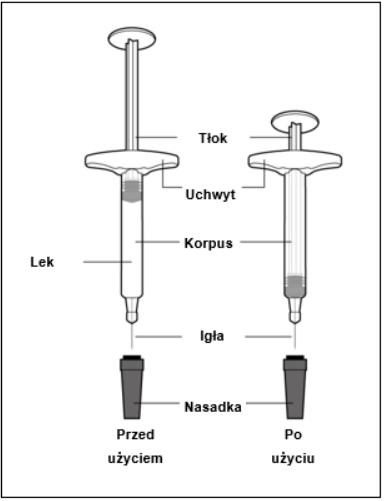 Tłok
Uchwyt
Korpus
Lek
Igła
Nasadka
Przed
użyciem
Po
użyciu